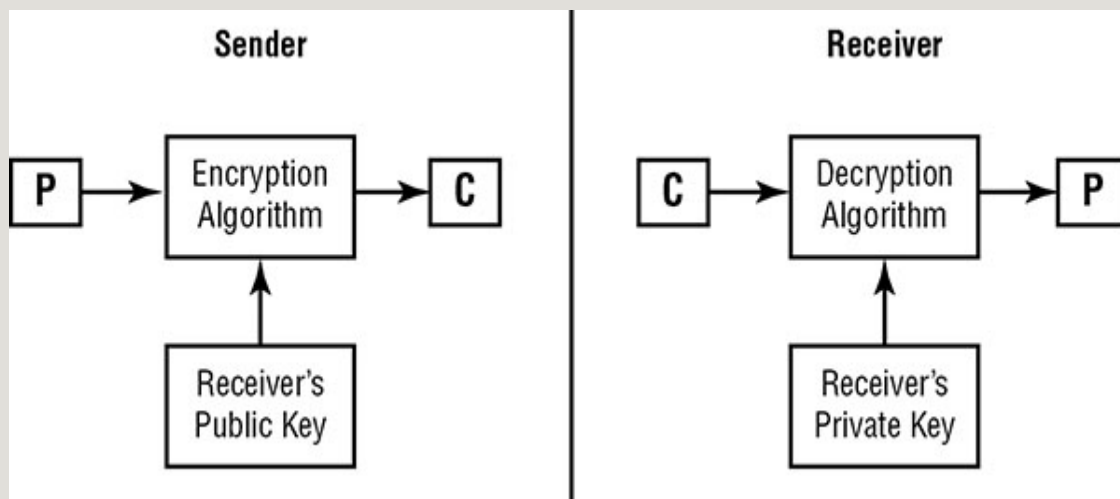 Sender
P
Encryption
Algorithm
C
Receiver's
Public Key
Receiver
C
Decryption
Algorithm
P
Receiver's
Private Key